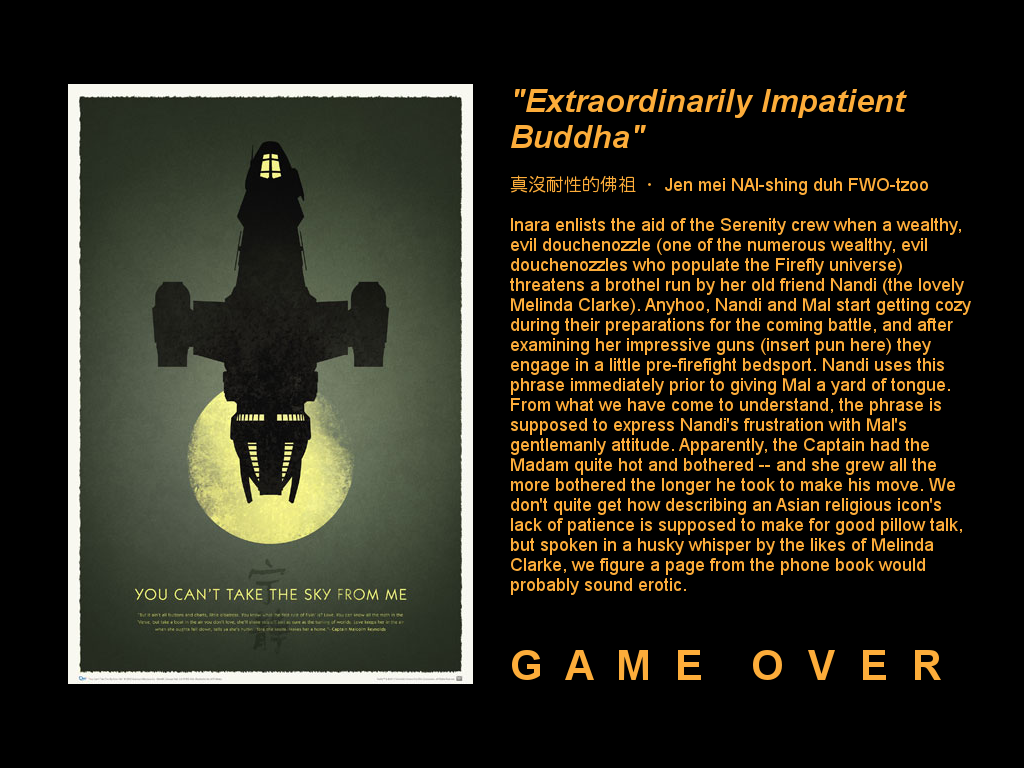 "Extraordinarily Impatient
Buddha"
真沒耐性的佛祖 · Jen mei NAI-shing duh FWO-tzoo
Inara enlists the aid of the Serenity crew when a wealthy,
evil douchenozzle (one of the numerous wealthy, evil
douchenozzles who populate the Firefly universe)
threatens a brothel run by her old friend Nandi (the lovely
Melinda Clarke). Anyhoo, Nandi and Mal start getting cozy
during their preparations for the coming battle, and after
examining her impressive guns (insert pun here) they
engage in a little pre-firefight bedsport. Nandi uses this
phrase immediately prior to giving Mal a yard of tongue.
From what we have come to understand, the phrase is
supposed to express Nandi's frustration with Mal's
gentlemanly attitude. Apparently, the Captain had the
Madam quite hot and bothered -- and she grew all the
more bothered the longer he took to make his move. We
don't quite get how describing an Asian religious icon's
lack of patience is supposed to make for good pillow talk,
but spoken in a husky whisper by the likes of Melinda
Clarke, we figure a page from the phone book would
probably sound erotic.
GAME OVER
YOU CAN'T TAKE THE SKY FROM ME